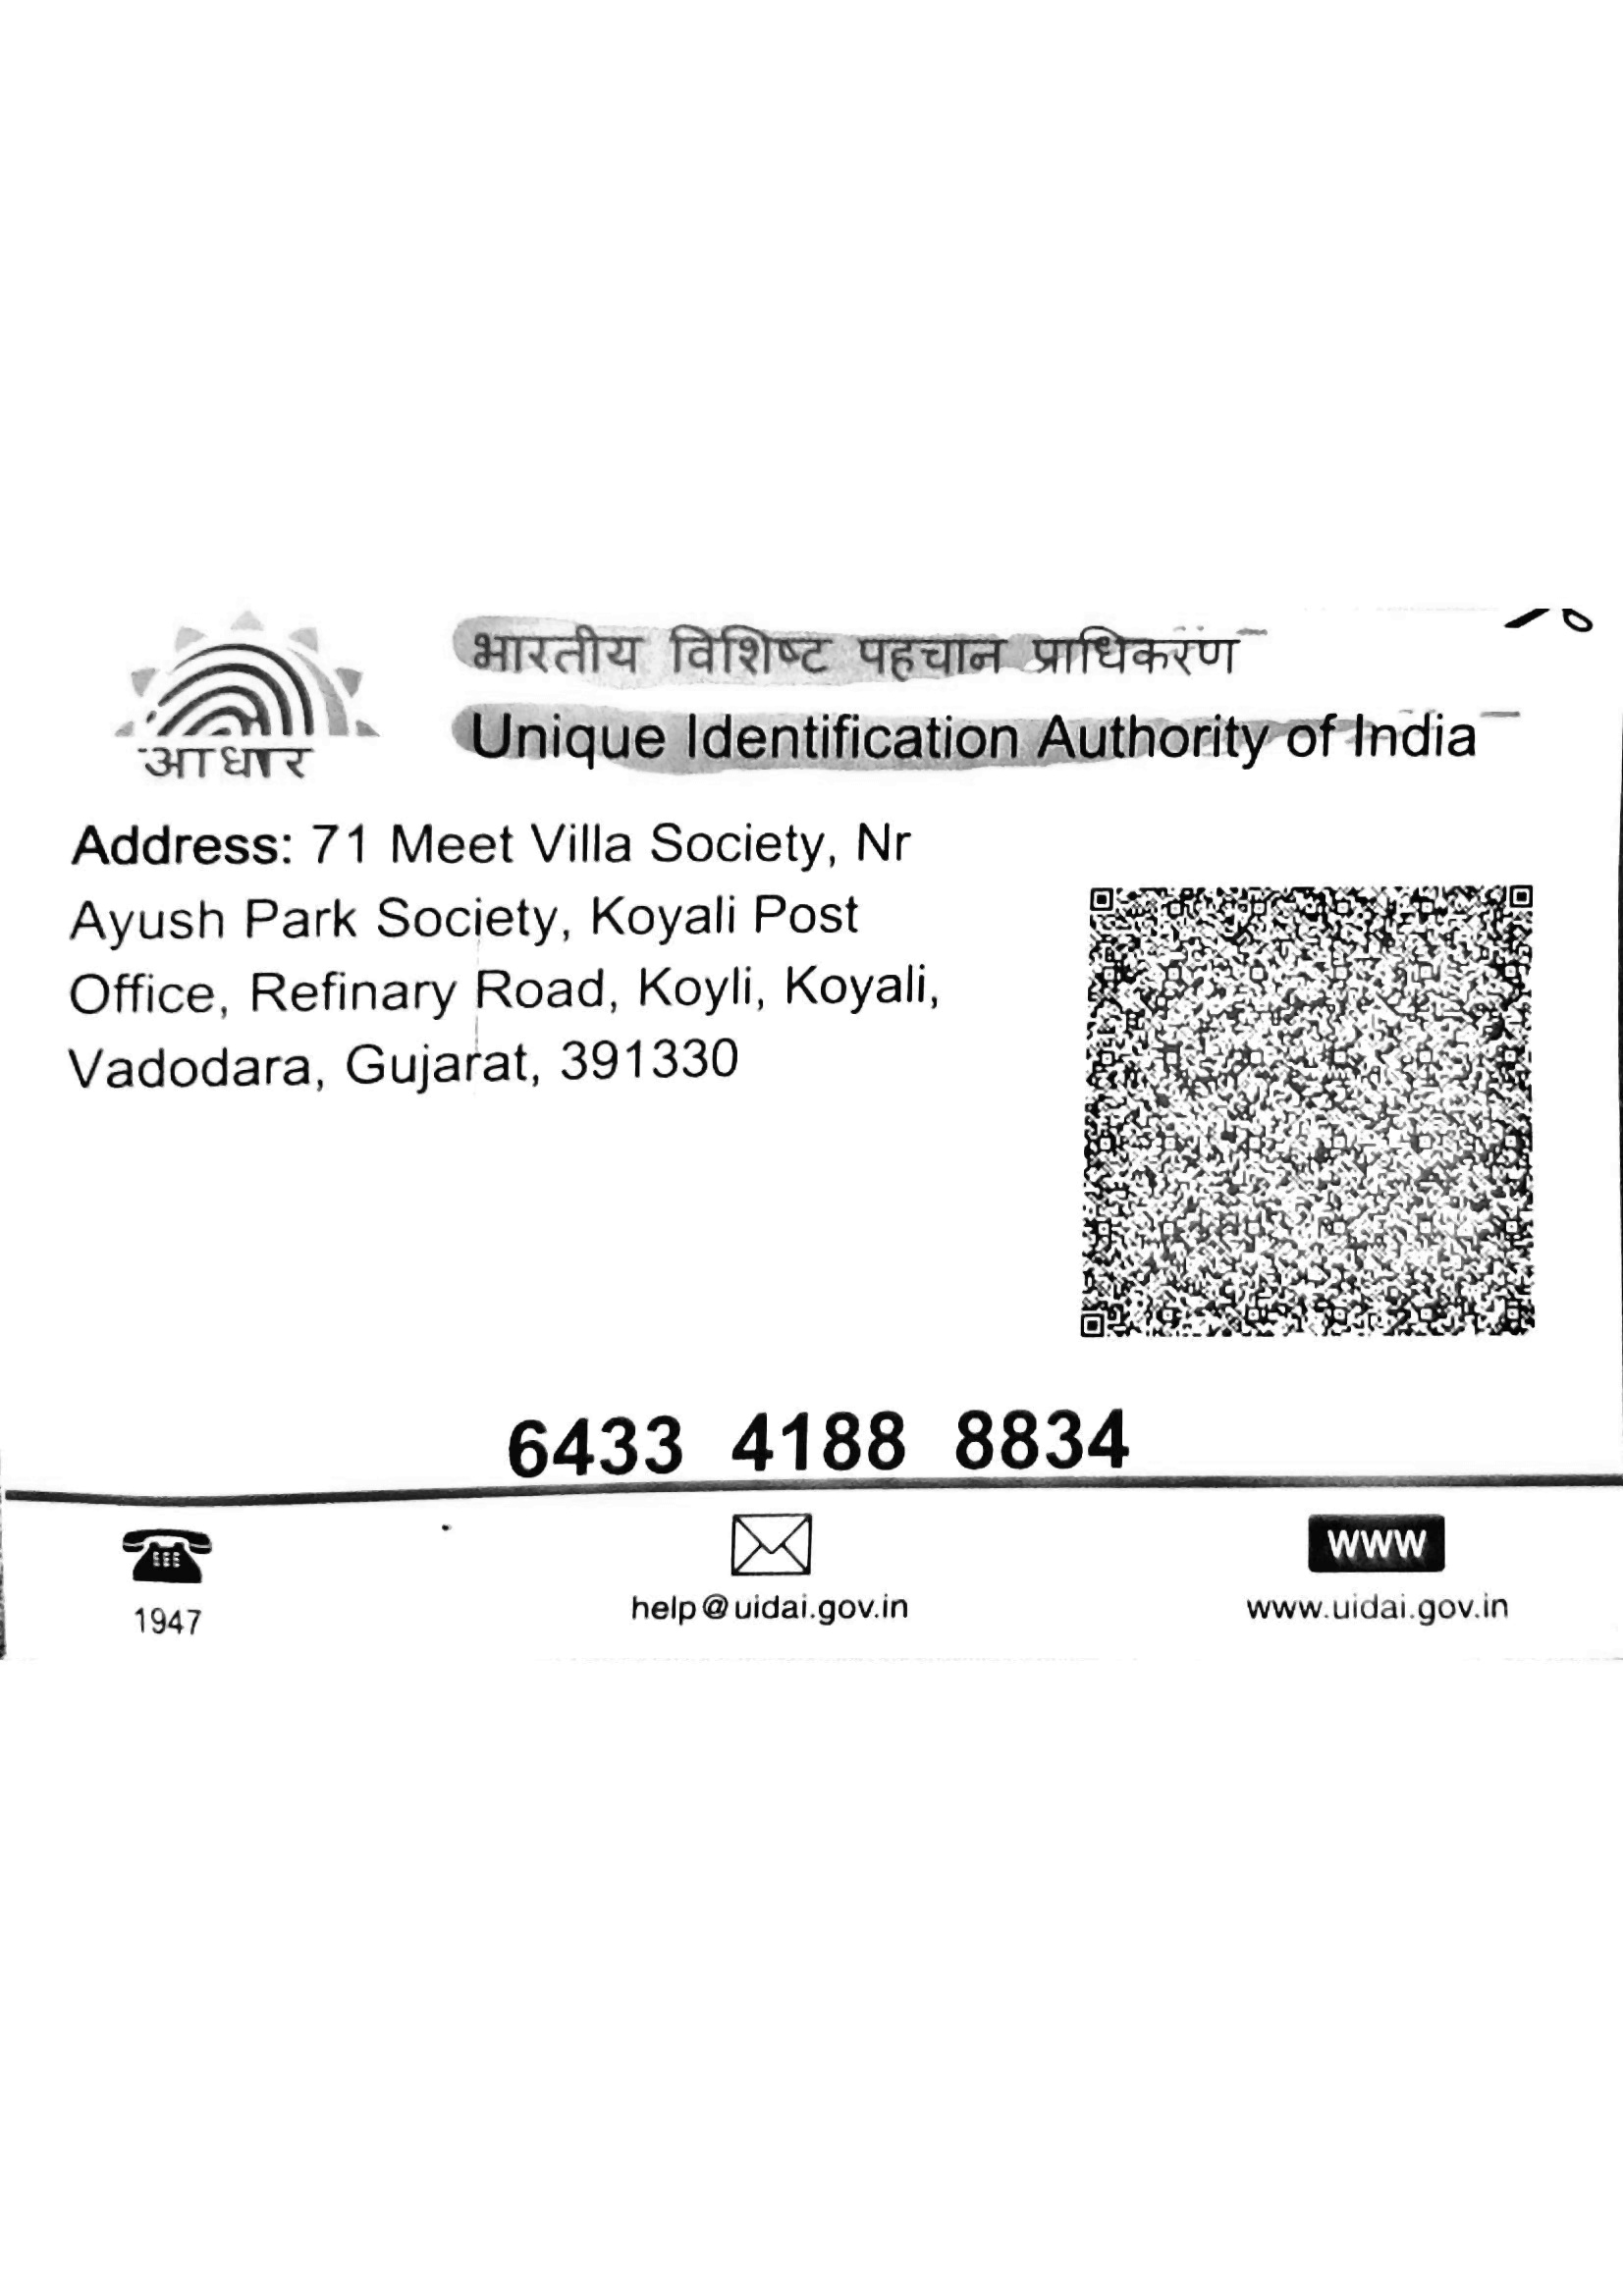 आधार
भारतीय विशिष्ट पहचान प्राधिकरण
Unique Identification Authority of India
Address: 71 Meet Villa Society, Nr
Ayush Park Society, Koyali Post
Office, Refinary Road, Koyli, Koyali,
Vadodara, Gujarat, 391330
6433 4188 8834
1947
help@uidai.gov.in
WWW
www.uidai.gov.in